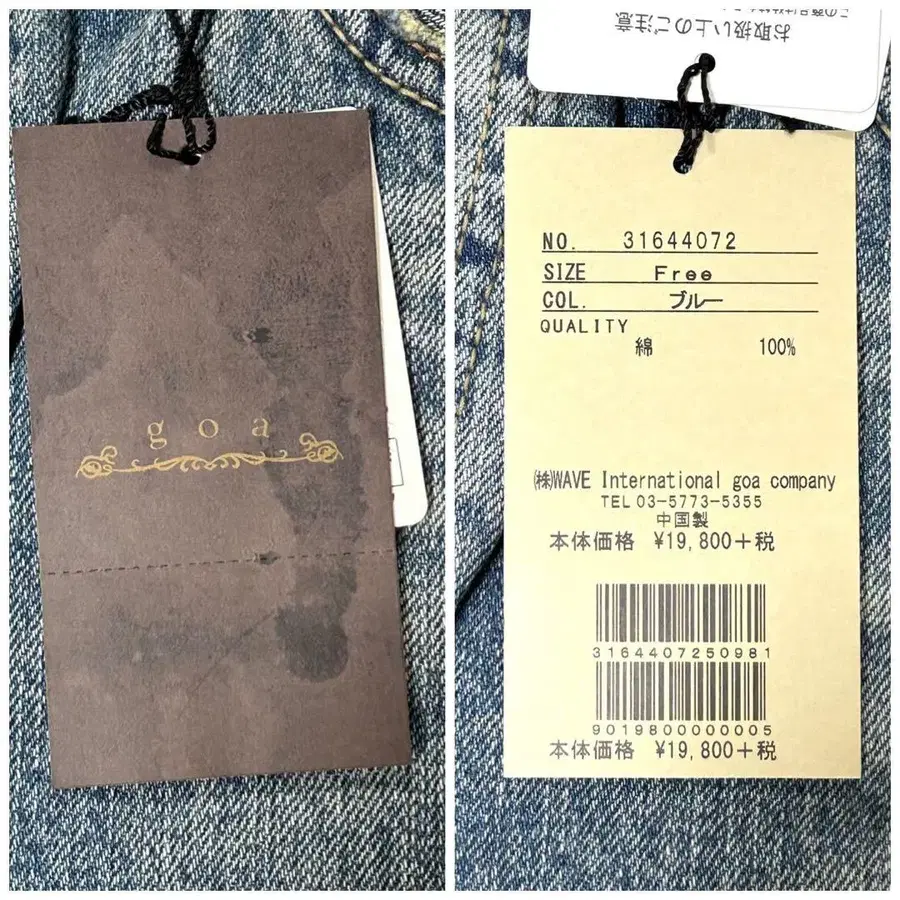 goa
お取扱い上のご注意
NO. 31644072
SIZE Free
COL. ブルー
QUALITY
綿 100%
㈱WAVE International goa company
TEL 03-5773-5355
中国製
本体価格 ¥19,800+税
3164407250981
9019800000005
本体価格 ¥19,800+税